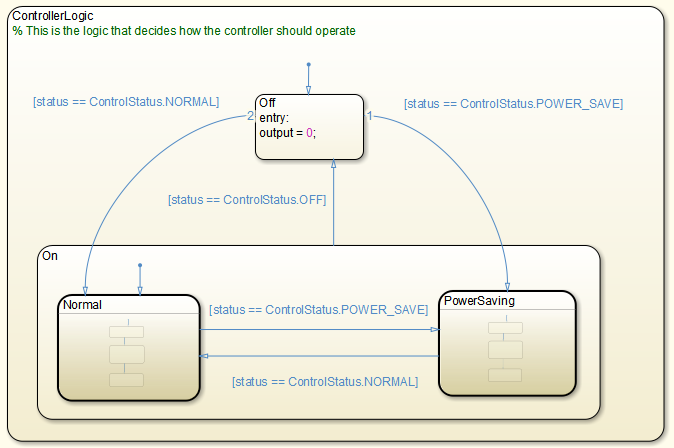 ControllerLogic
% This is the logic that decides how the controller should operate
[status == ControlStatus.NORMAL]
Off
entry:
output = 0;
2
1
[status == ControlStatus.POWER_SAVE]
[status == ControlStatus.OFF]
On
Normal
[status == ControlStatus.POWER_SAVE]
PowerSaving
[status == ControlStatus.NORMAL]